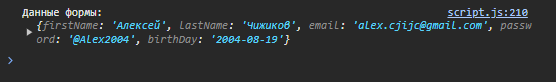 Данные формы: script.js:210
{firstName: 'Алексей', lastName: 'Чижиков', email: 'alex.cjijc@gmail.com', passw
ord: '@Alex2004', birthDay: '2004-08-19'}